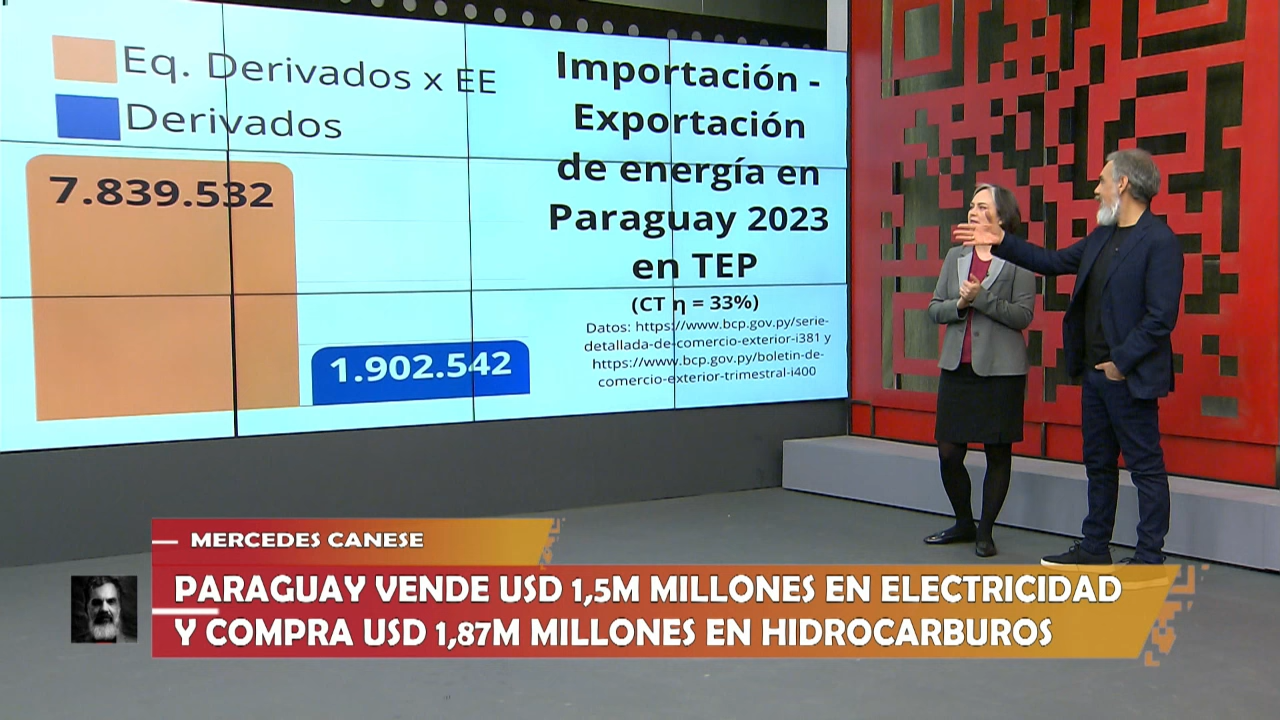 Eq. Derivados x EE
Derivados
7.839.532
1.902.542
Importación -
Exportación
de energía en
Paraguay 2023
en TEP
(CT η = 33%)
Datos: https://www.bcp.gov.py/serie-
detallada-de-comercio-exterior-i381 y
https://www.bcp.gov.py/boletin-de-
comercio-exterior-trimestral-i400
MERCEDES CANESE
PARAGUAY VENDE USD 1,5M MILLONES EN ELECTRICIDAD
Y COMPRA USD 1,87M MILLONES EN HIDROCARBUROS